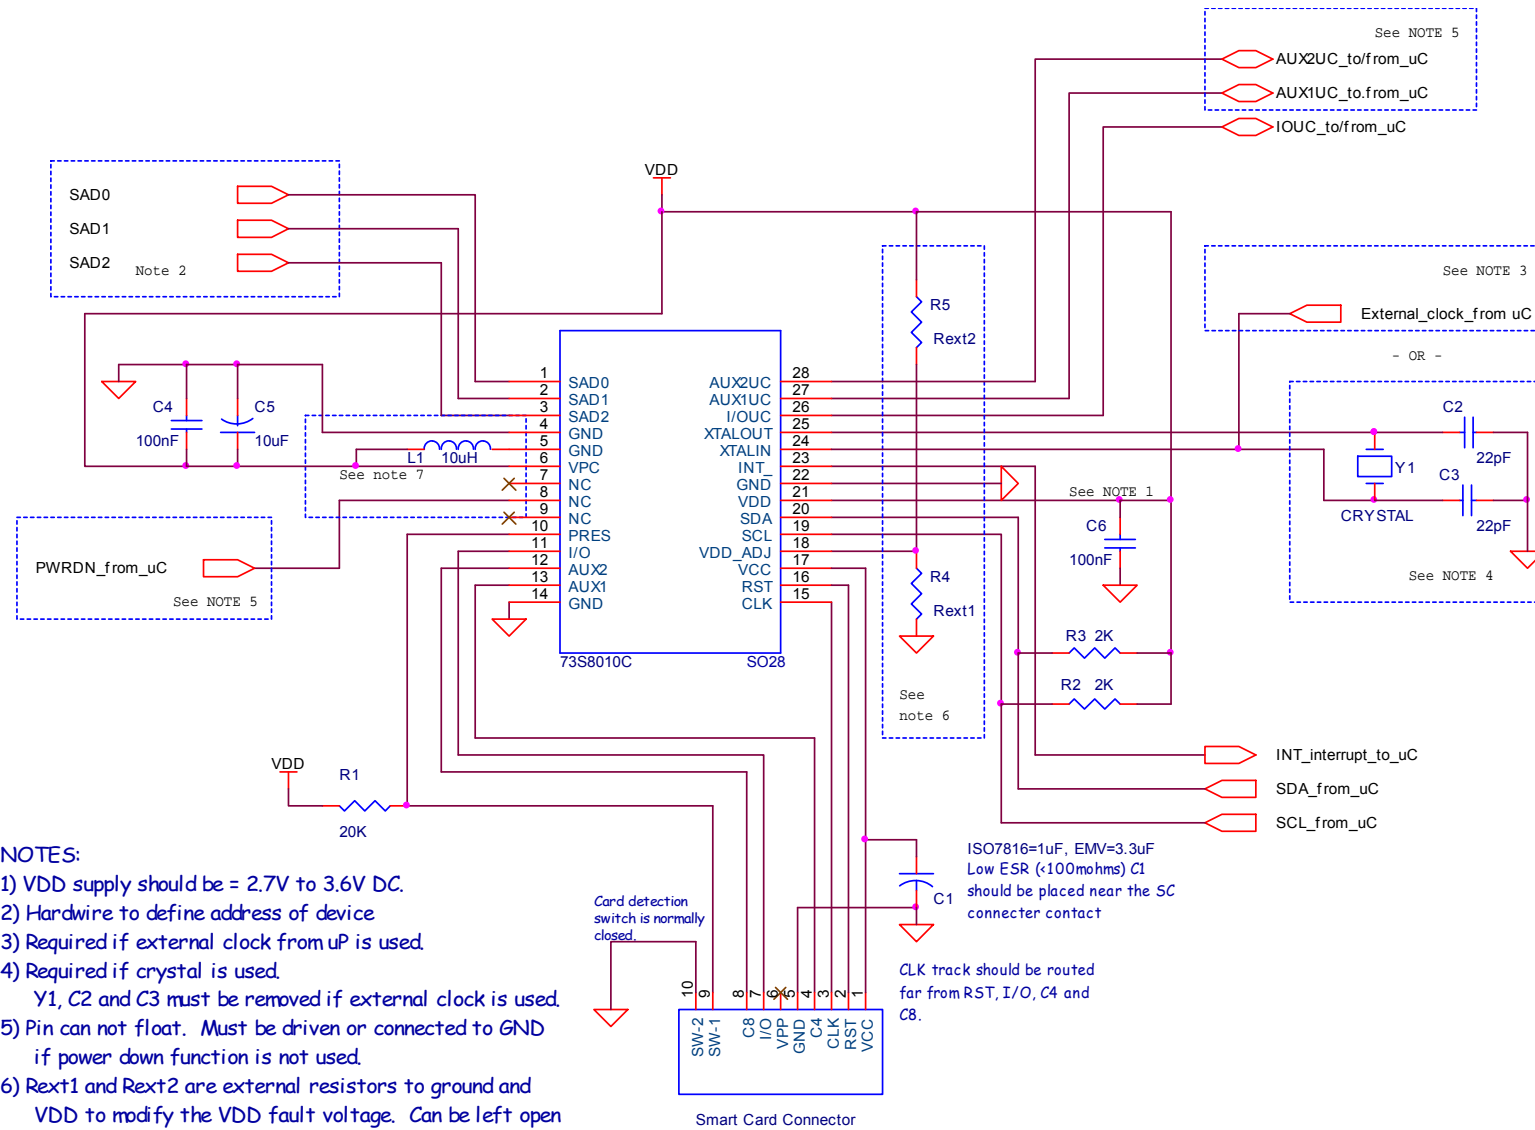 See NOTE 5
AUX2UC_to/from_uC
AUX1UC_to.from_uC
IOUC_to/from_uC
VDD
SAD0
SAD1
SAD2
Note 2
See NOTE 3
External_clock_from uC
- OR -
R5
Rext2
C4
100nF
C5
10uF
L1
10uH
See note 7
1
2
3
4
5
6
7
8
9
10
11
12
13
14
SAD0
SAD1
SAD2
GND
GND
VPC
NC
NC
NC
PRES
I/O
AUX2
AUX1
GND
AUX2UC
AUX1UC
I/OUC
XTALOUT
XTALIN
INT_
GND
VDD
SDA
SCL
VDD_ADJ
VCC
RST
CLK
28
27
26
25
24
23
22
21
20
19
18
17
16
15
73S8010C
SO28
C2
22pF
Y1
C3
22pF
CRYSTAL
See NOTE 4
See NOTE 1
C6
100nF
R4
Rext1
See
note 6
PWRDN_from_uC
See NOTE 5
R3 2K
R2 2K
INT_interrupt_to_uC
SDA_from_uC
SCL_from_uC
VDD
R1
20K
ISO7816=1uF, EMV=3.3uF
Low ESR (<100mohms) C1
should be placed near the SC
connecter contact
C1
CLK track should be routed
far from RST, I/O, C4 and
C8.
Card detection
switch is normally
closed.
10
9
8
7
6
5
4
3
2
1
SW-2
SW-1
C8
I/O
VPP
GND
C4
CLK
RST
VCC
Smart Card Connector
NOTES:
1) VDD supply should be = 2.7V to 3.6V DC.
2) Hardwire to define address of device
3) Required if external clock from uP is used.
4) Required if crystal is used.
Y1, C2 and C3 must be removed if external clock is used.
5) Pin can not float. Must be driven or connected to GND
if power down function is not used.
6) Rext1 and Rext2 are external resistors to ground and
VDD to modify the VDD fault voltage. Can be left open